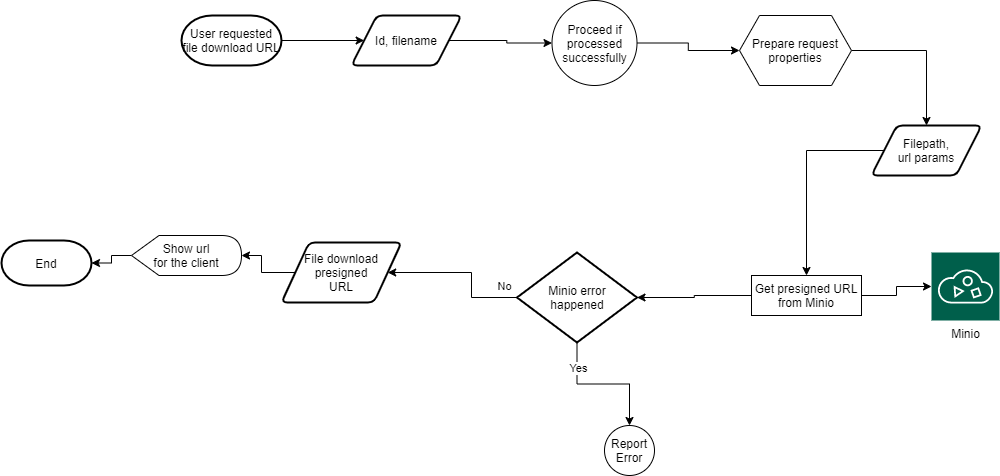 User requested
file download URL
Id, filename
Proceed if
processed
successfully
Prepare request
properties
Filepath,
url params
Get presigned URL
from Minio
Minio
Minio error
happened
No
Yes
Report
Error
File download
presigned
URL
Show url
for the client
End